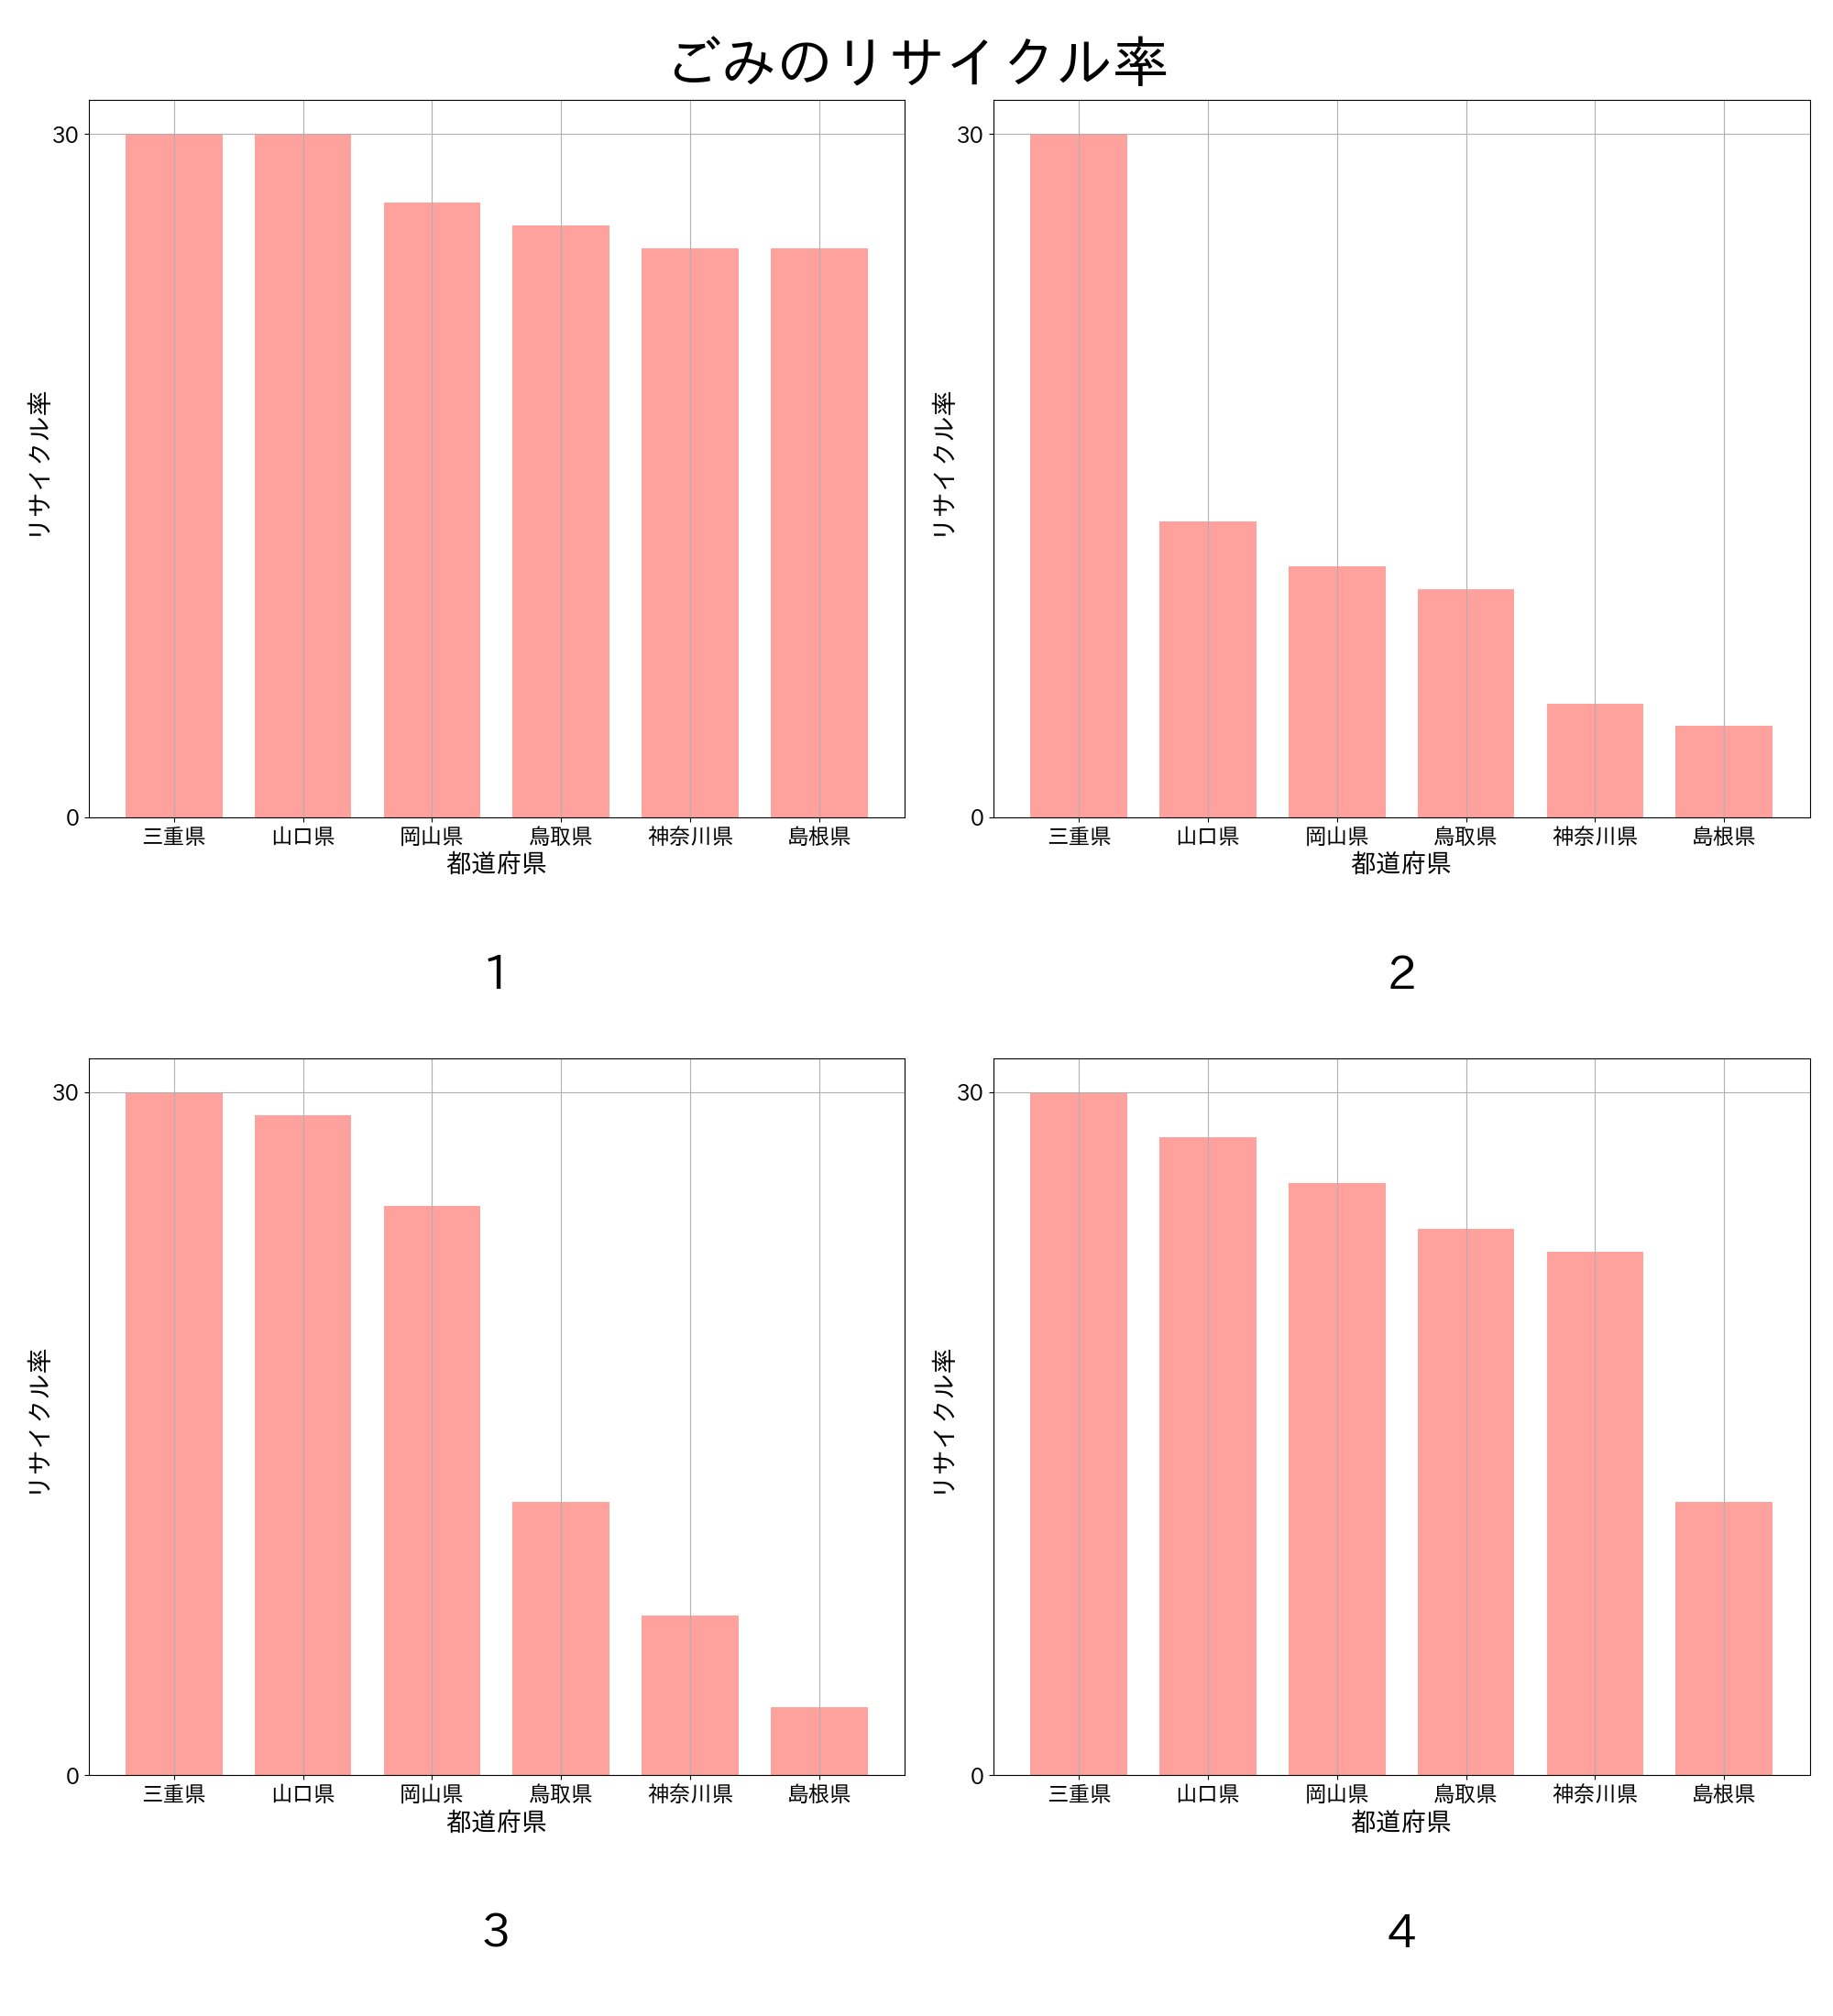 ごみのリサイクル率
30
0
リサイクル率
三重県 山口県 岡山県 鳥取県 神奈川県 島根県
都道府県
1
30
0
リサイクル率
三重県 山口県 岡山県 鳥取県 神奈川県 島根県
都道府県
2
30
0
リサイクル率
三重県 山口県 岡山県 鳥取県 神奈川県 島根県
都道府県
3
30
0
リサイクル率
三重県 山口県 岡山県 鳥取県 神奈川県 島根県
都道府県
4